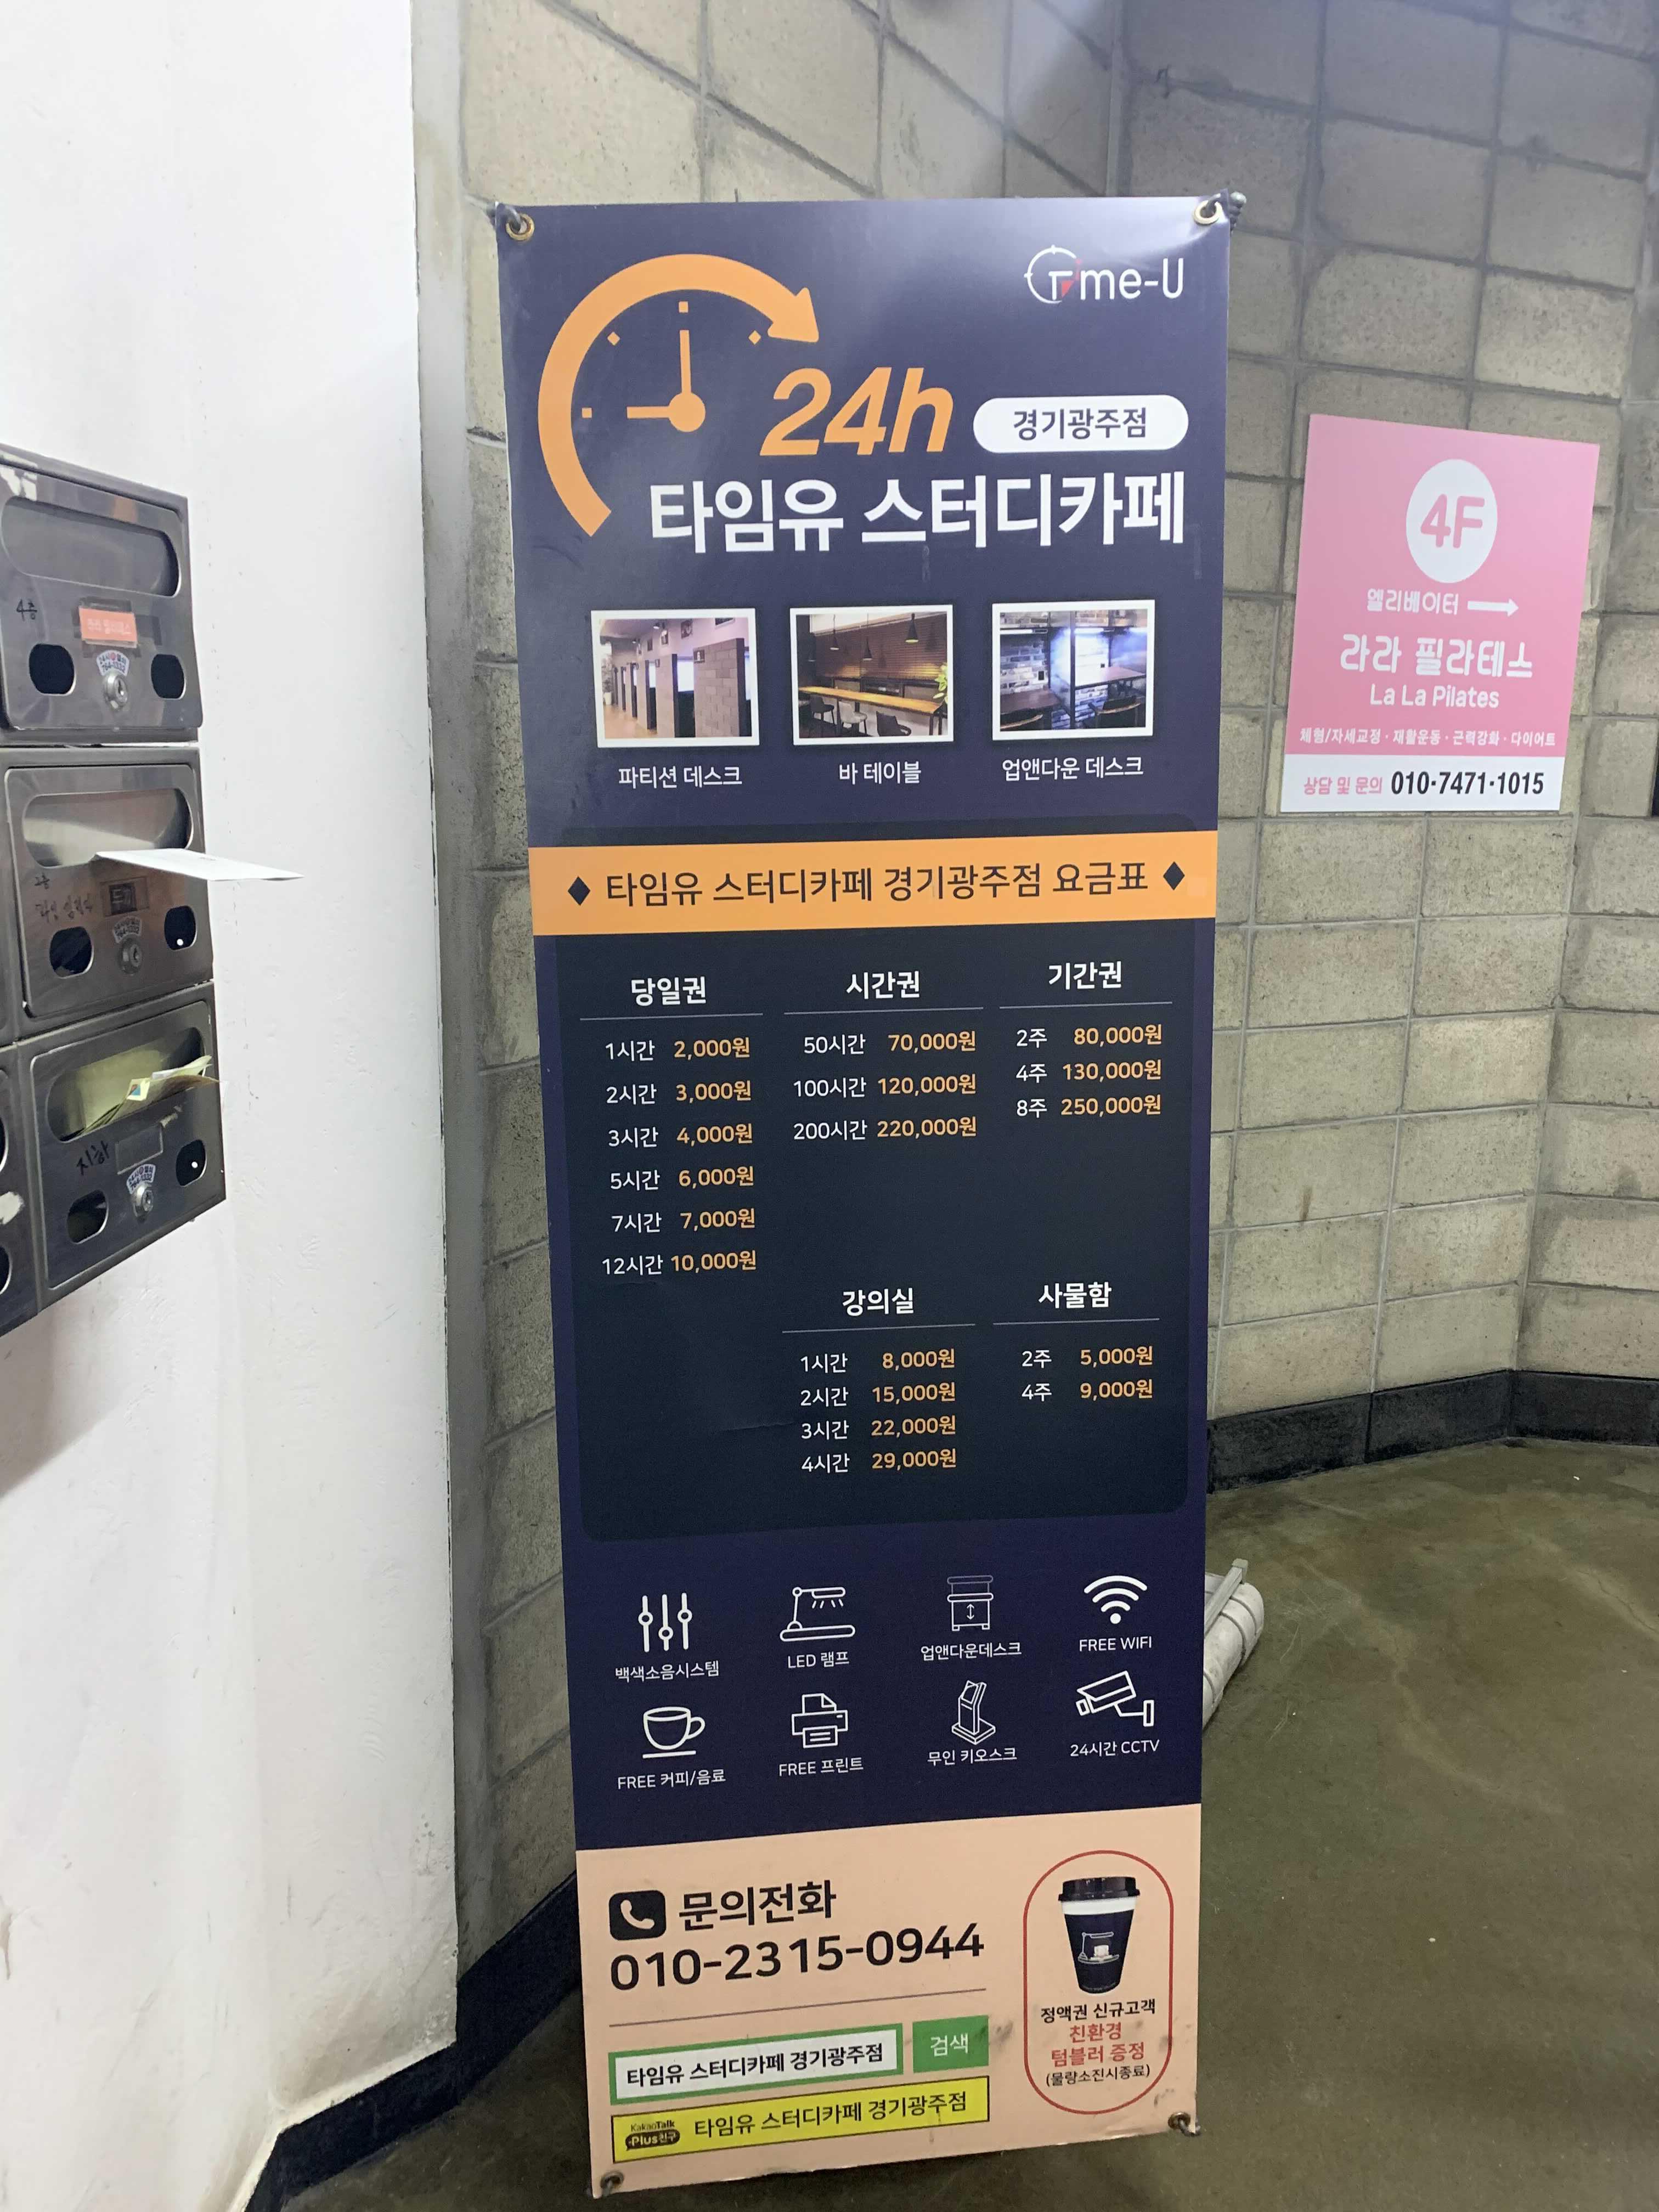 Time-U
24h
경기광주점
타임유 스터디카페
파티션 데스크
바 테이블
업앤다운 데스크
◆ 타임유 스터디카페 경기광주점 요금표 ◆
당일권
1시간 2,000원
2시간 3,000원
3시간 4,000원
5시간 6,000원
7시간 7,000원
12시간 10,000원
시간권
50시간 70,000원
100시간 120,000원
200시간 220,000원
기간권
2주 80,000원
4주 130,000원
8주 250,000원
강의실
1시간 8,000원
2시간 15,000원
3시간 22,000원
4시간 29,000원
사물함
2주 5,000원
4주 9,000원
백색소음시스템
LED 램프
업앤다운데스크
FREE WIFI
FREE 커피/음료
FREE 프린트
무인 키오스크
24시간 CCTV
문의전화
010-2315-0944
타임유 스터디카페 경기광주점
검색
KakaoTalk
Plus친구
타임유 스터디카페 경기광주점
정액권 신규고객
친환경
텀블러 증정
(물량소진시종료)
4F
엘리베이터
라라 필라테스
La La Pilates
체형/자세교정 · 재활운동 · 근력강화 · 다이어트
상담 및 문의 010·7471·1015
4층
라라 필라테스
지하